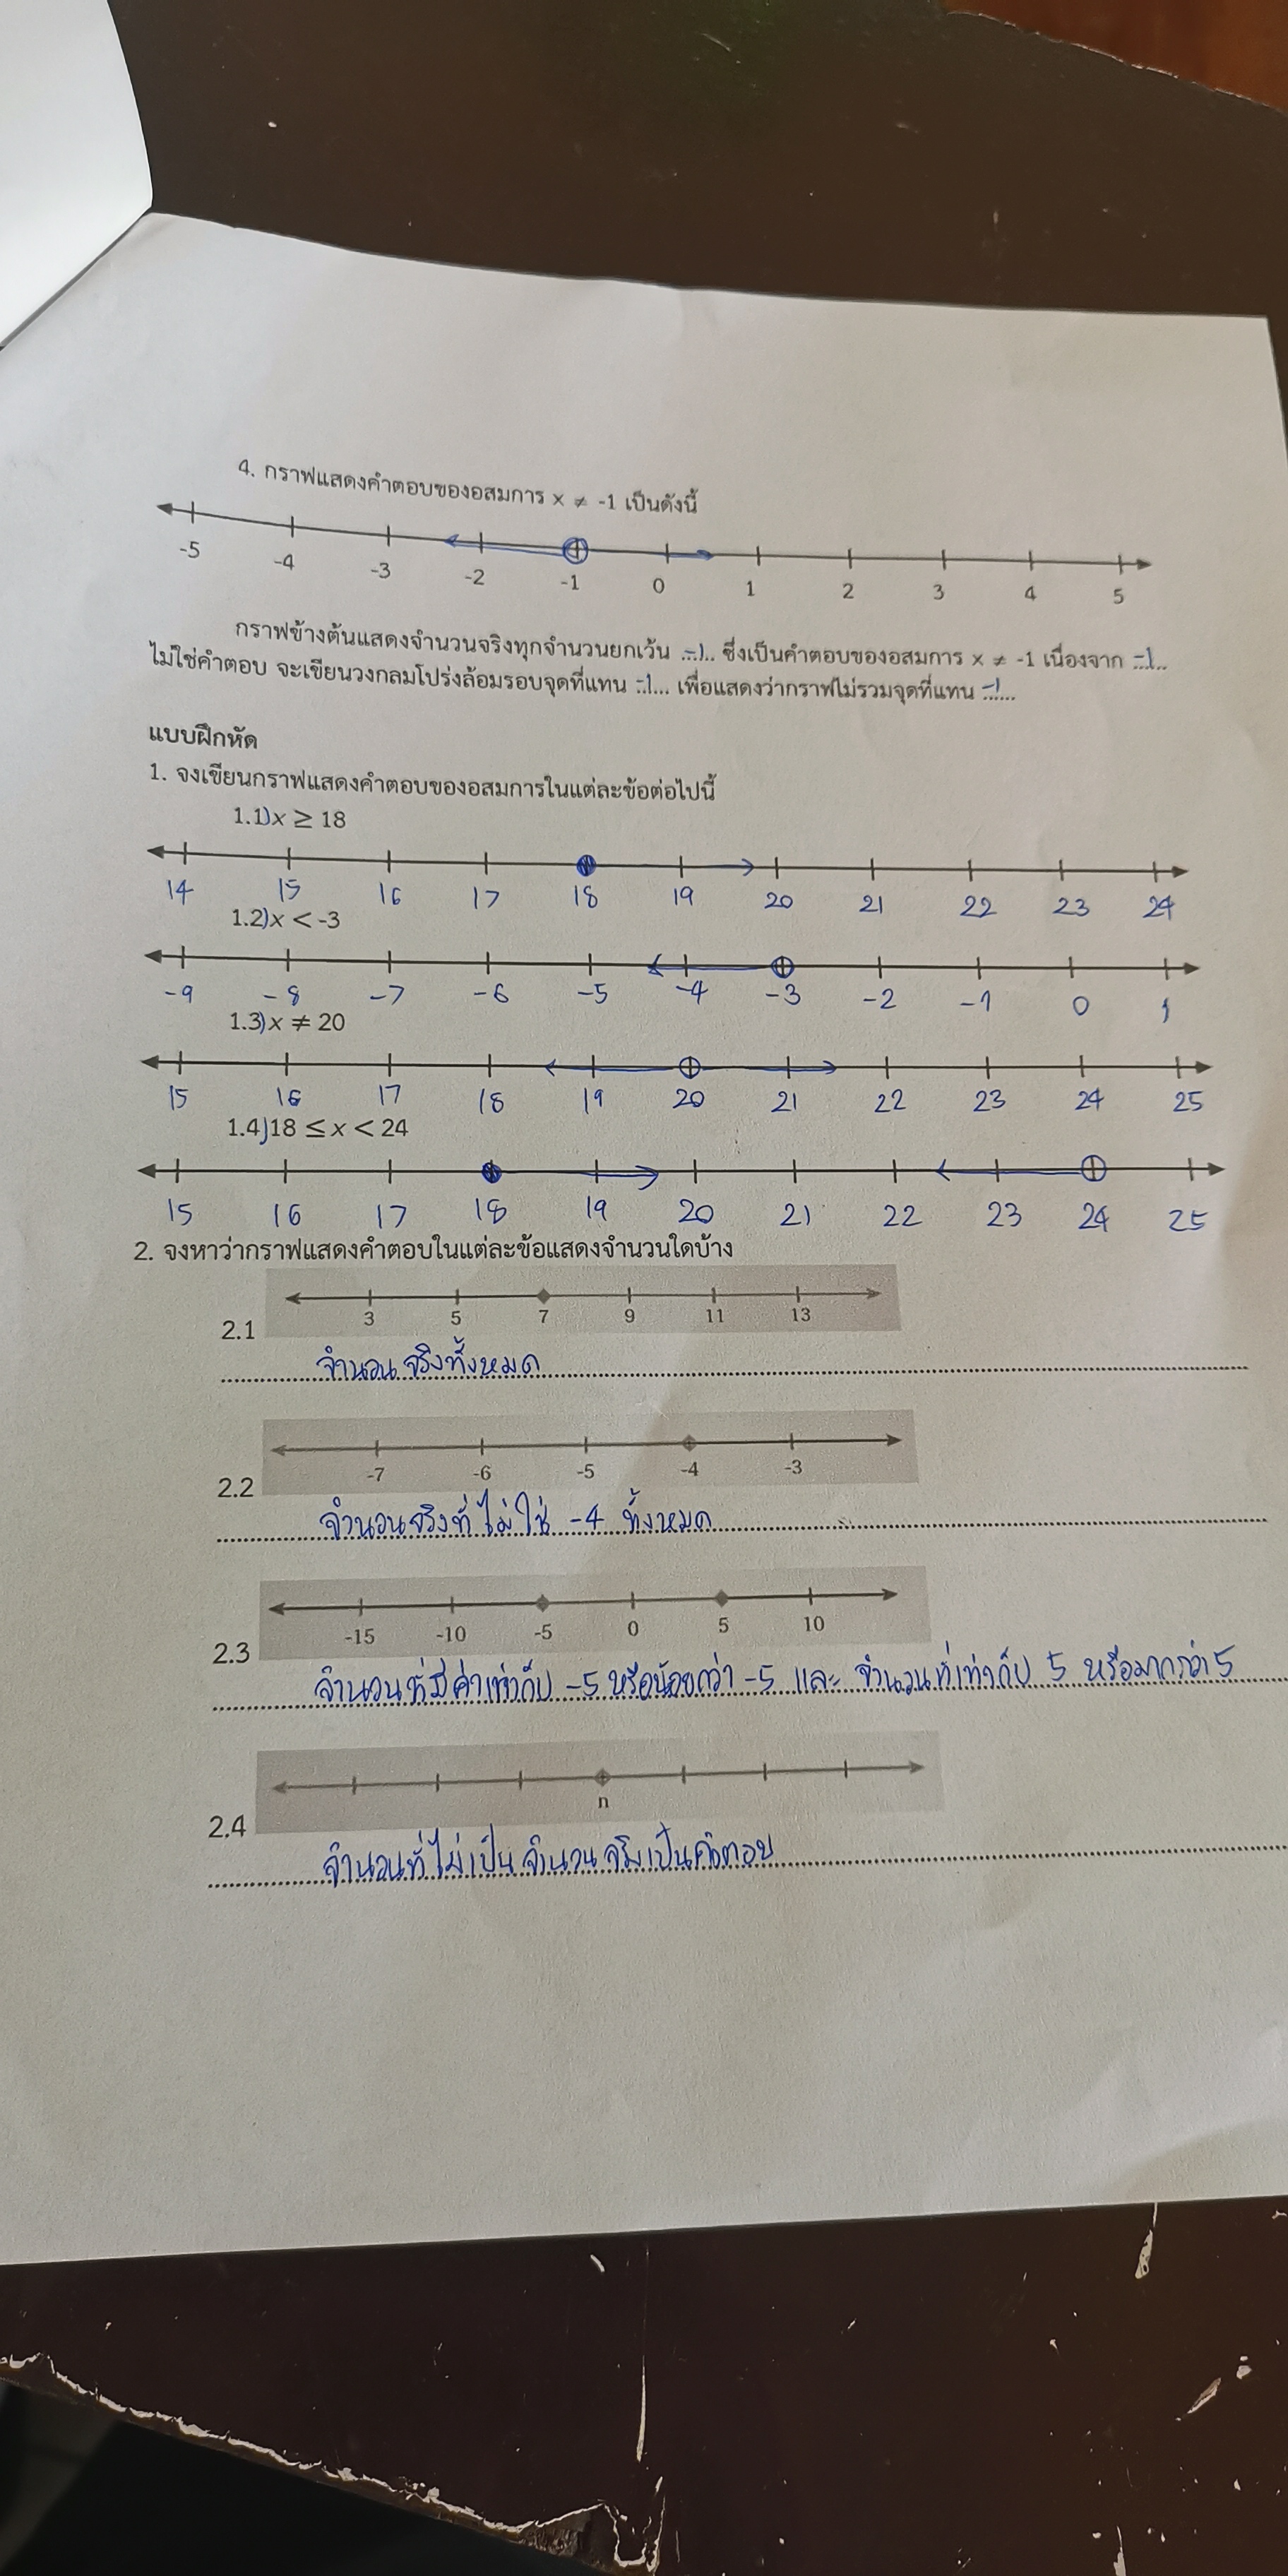 4. กราฟแสดงคำตอบของอสมการ x ≠ -1 เป็นดังนี้
-5 -4 -3 -2 -1 0 1 2 3 4 5
กราฟข้างต้นแสดงจำนวนจริงทุกจำนวนยกเว้น ..-1.. ซึ่งเป็นคำตอบของอสมการ x ≠ -1 เนื่องจาก ..-1..
ไม่ใช่คำตอบ จะเขียนวงกลมโปร่งล้อมรอบจุดที่แทน ..-1... เพื่อแสดงว่ากราฟไม่รวมจุดที่แทน ..-1...
แบบฝึกหัด
1. จงเขียนกราฟแสดงคำตอบของอสมการในแต่ละข้อต่อไปนี้
1.1) x ≥ 18
14 15 16 17 18 19 20 21 22 23 24
1.2) x < -3
-9 -8 -7 -6 -5 -4 -3 -2 -1 0 1
1.3) x ≠ 20
15 16 17 18 19 20 21 22 23 24 25
1.4) 18 ≤ x < 24
15 16 17 18 19 20 21 22 23 24 25
2. จงหาว่ากราฟแสดงคำตอบในแต่ละข้อแสดงจำนวนใดบ้าง
3 5 7 9 11 13
2.1
จำนวนจริงทั้งหมด
-7 -6 -5 -4 -3
2.2
จำนวนจริงที่ไม่ใช่ -4 ทั้งหมด
-15 -10 -5 0 5 10
2.3
จำนวนที่มีค่าเท่ากับ -5 หรือน้อยกว่า -5 และ จำนวนที่เท่ากับ 5 หรือมากกว่า 5
n
2.4
จำนวนที่ไม่เป็นจำนวนจริงเป็นคำตอบ